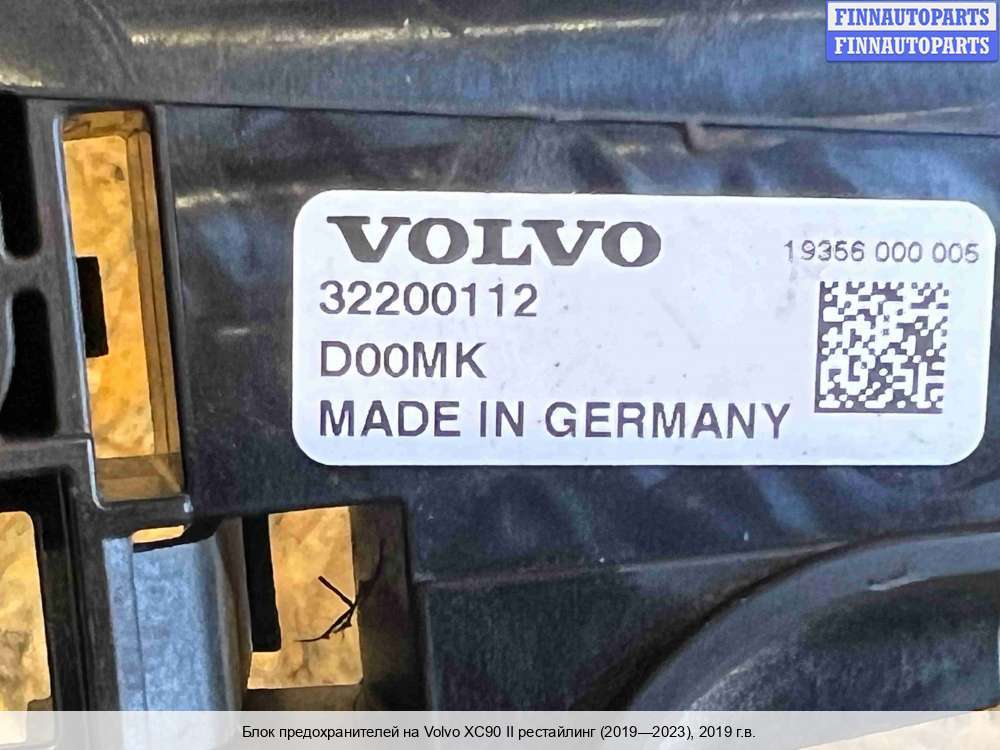 FINNAUTOPARTS
FINNAUTOPARTS
VOLVO
19356 000 005
32200112
D00MK
MADE IN GERMANY
Блок предохранителей на Volvo XC90 II рестайлинг (2019—2023), 2019 г.в.